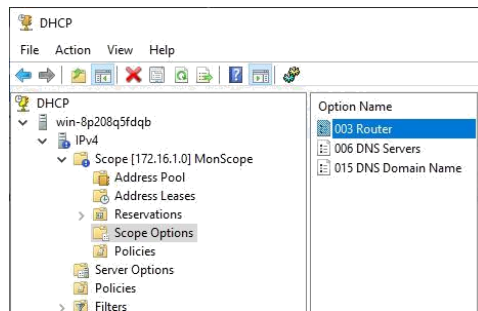 DHCP
File Action View Help
DHCP
win-8p208q5fdqb
IPv4
Scope [172.16.1.0] MonScope
Address Pool
Address Leases
Reservations
Scope Options
Policies
Server Options
Policies
Filters
Option Name
003 Router
006 DNS Servers
015 DNS Domain Name